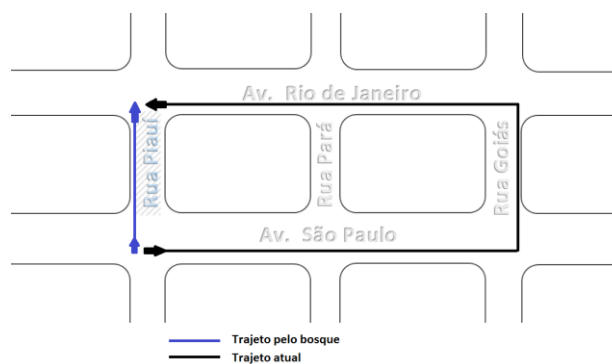 Av. Rio de Janeiro
Rua Piauí
Rua Pará
Rua Goiás
Av. São Paulo
Trajeto pelo bosque
Trajeto atual